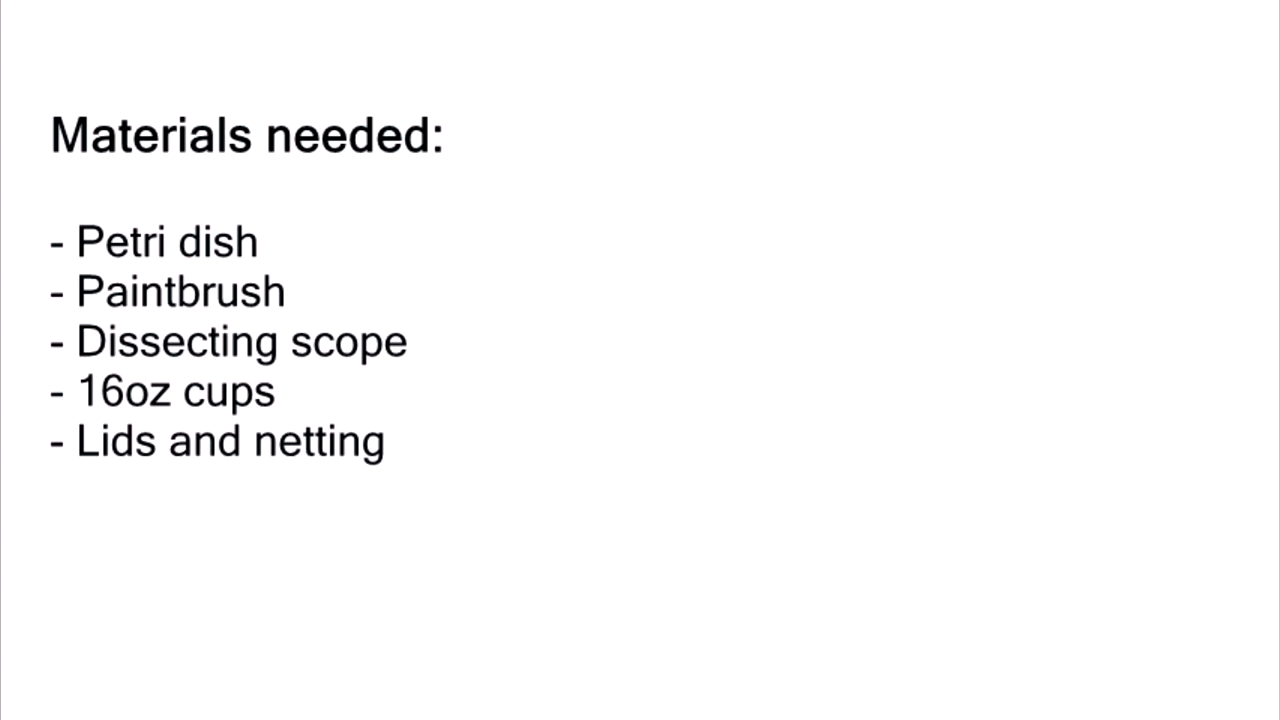 Materials needed:
- Petri dish
- Paintbrush
- Dissecting scope
- 16oz cups
- Lids and netting